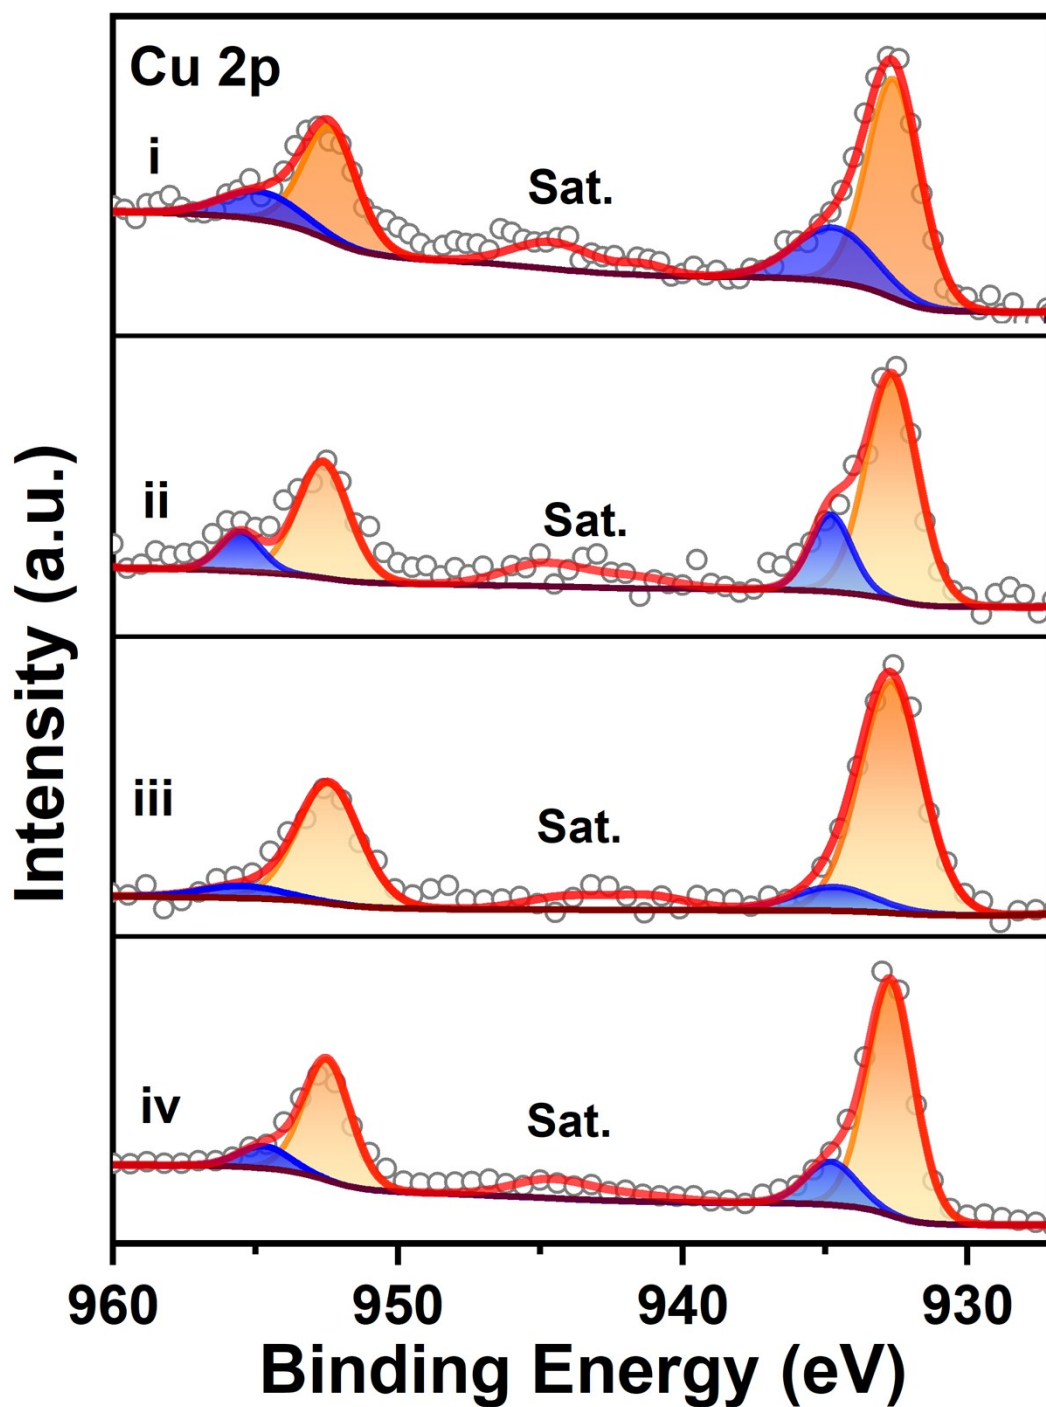 Cu 2p
i
Sat.
ii
Sat.
iii
Sat.
iv
Sat.
Intensity (a.u.)
960 950 940 930
Binding Energy (eV)